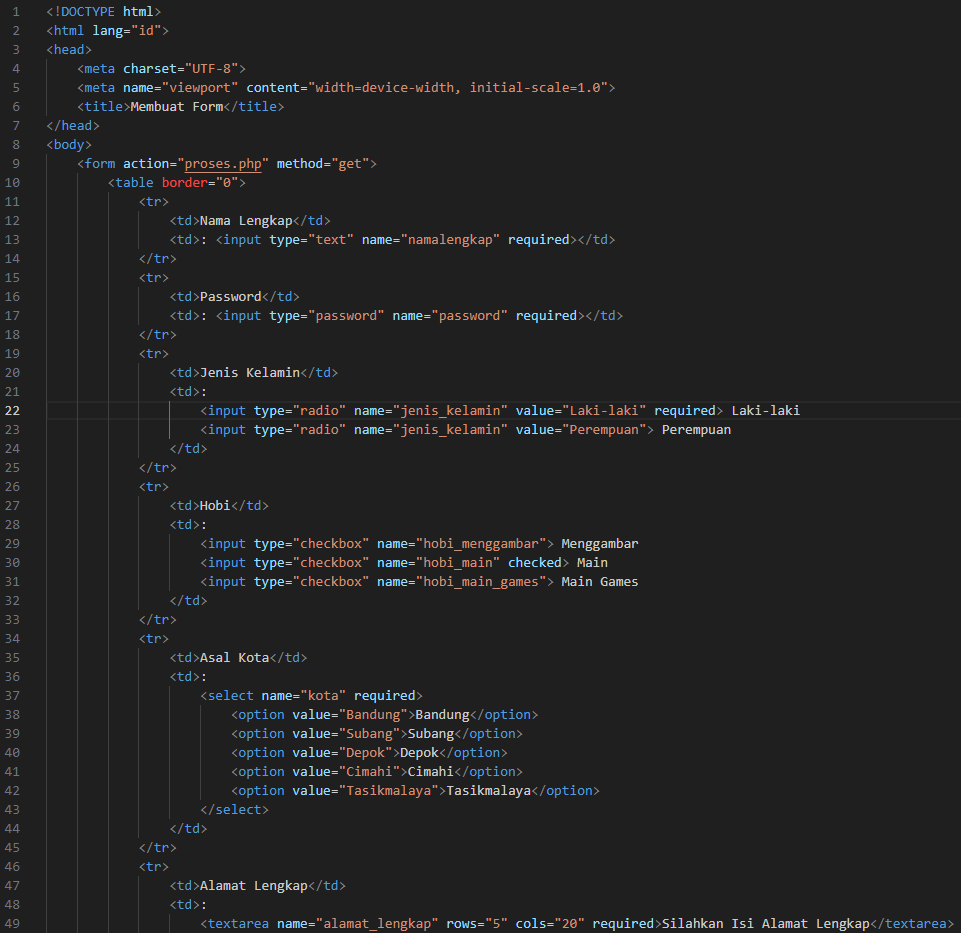 1 <!DOCTYPE html>
2 <html lang="id">
3 <head>
4     <meta charset="UTF-8">
5     <meta name="viewport" content="width=device-width, initial-scale=1.0">
6     <title>Membuat Form</title>
7 </head>
8 <body>
9     <form action="proses.php" method="get">
10         <table border="0">
11             <tr>
12                 <td>Nama Lengkap</td>
13                 <td>: <input type="text" name="namalengkap" required></td>
14             </tr>
15             <tr>
16                 <td>Password</td>
17                 <td>: <input type="password" name="password" required></td>
18             </tr>
19             <tr>
20                 <td>Jenis Kelamin</td>
21                 <td>:
22                     <input type="radio" name="jenis_kelamin" value="Laki-laki" required> Laki-laki
23                     <input type="radio" name="jenis_kelamin" value="Perempuan"> Perempuan
24                 </td>
25             </tr>
26             <tr>
27                 <td>Hobi</td>
28                 <td>:
29                     <input type="checkbox" name="hobi_menggambar"> Menggambar
30                     <input type="checkbox" name="hobi_main" checked> Main
31                     <input type="checkbox" name="hobi_main_games"> Main Games
32                 </td>
33             </tr>
34             <tr>
35                 <td>Asal Kota</td>
36                 <td>:
37                     <select name="kota" required>
38                         <option value="Bandung">Bandung</option>
39                         <option value="Subang">Subang</option>
40                         <option value="Depok">Depok</option>
41                         <option value="Cimahi">Cimahi</option>
42                         <option value="Tasikmalaya">Tasikmalaya</option>
43                     </select>
44                 </td>
45             </tr>
46             <tr>
47                 <td>Alamat Lengkap</td>
48                 <td>:
49                     <textarea name="alamat_lengkap" rows="5" cols="20" required>Silahkan Isi Alamat Lengkap</textarea>